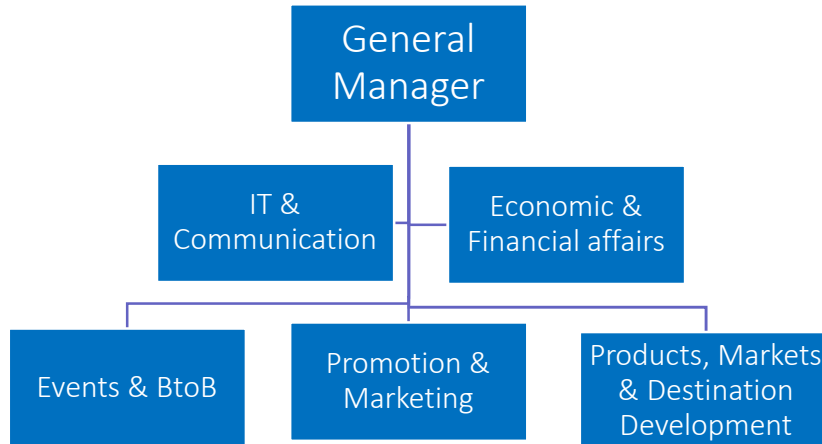 General
Manager
IT &
Communication
Economic &
Financial affairs
Events & BtoB
Promotion &
Marketing
Products, Markets
& Destination
Development